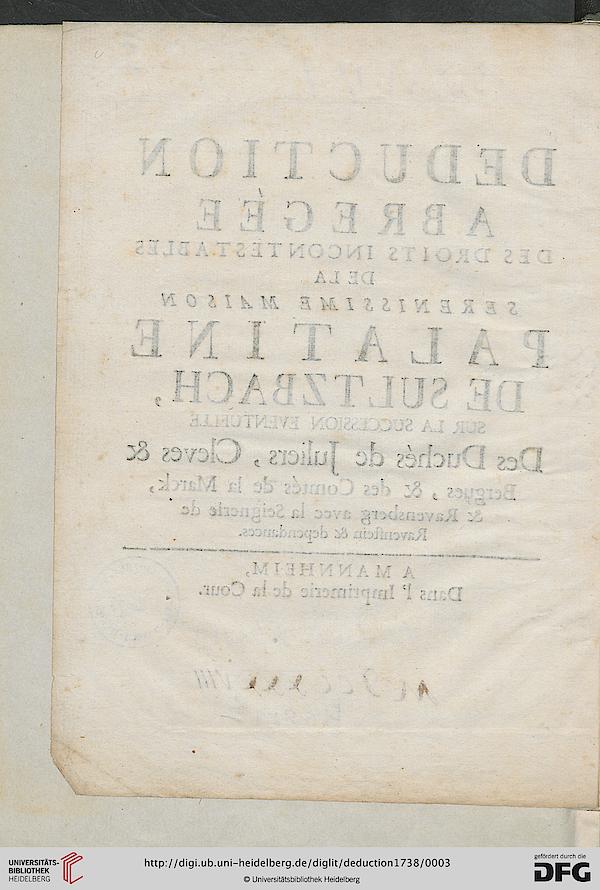 DEDUCTION
ABREGÉE
DES DROITS INCONTESTABLES
DE LA
SERENISSIME MAISON
PALATINE
DE SULTZBACH,
SUR LA SUCCESSION EVENTUELLE
Des Duchés de Juliers, Cleves &
Bergues, & des Comtés de la Marck,
& Ravensberg avec la Seignerie de
Ravenstein & dependances.
A MANNHEIM,
Dans l'Imprimerie de la Cour.
MDCCXXXVIII
UNIVERSITÄTS-
BIBLIOTHEK
HEIDELBERG
http://digi.ub.uni-heidelberg.de/diglit/deduction1738/0003
© Universitätsbibliothek Heidelberg
gefördert durch die
DFG